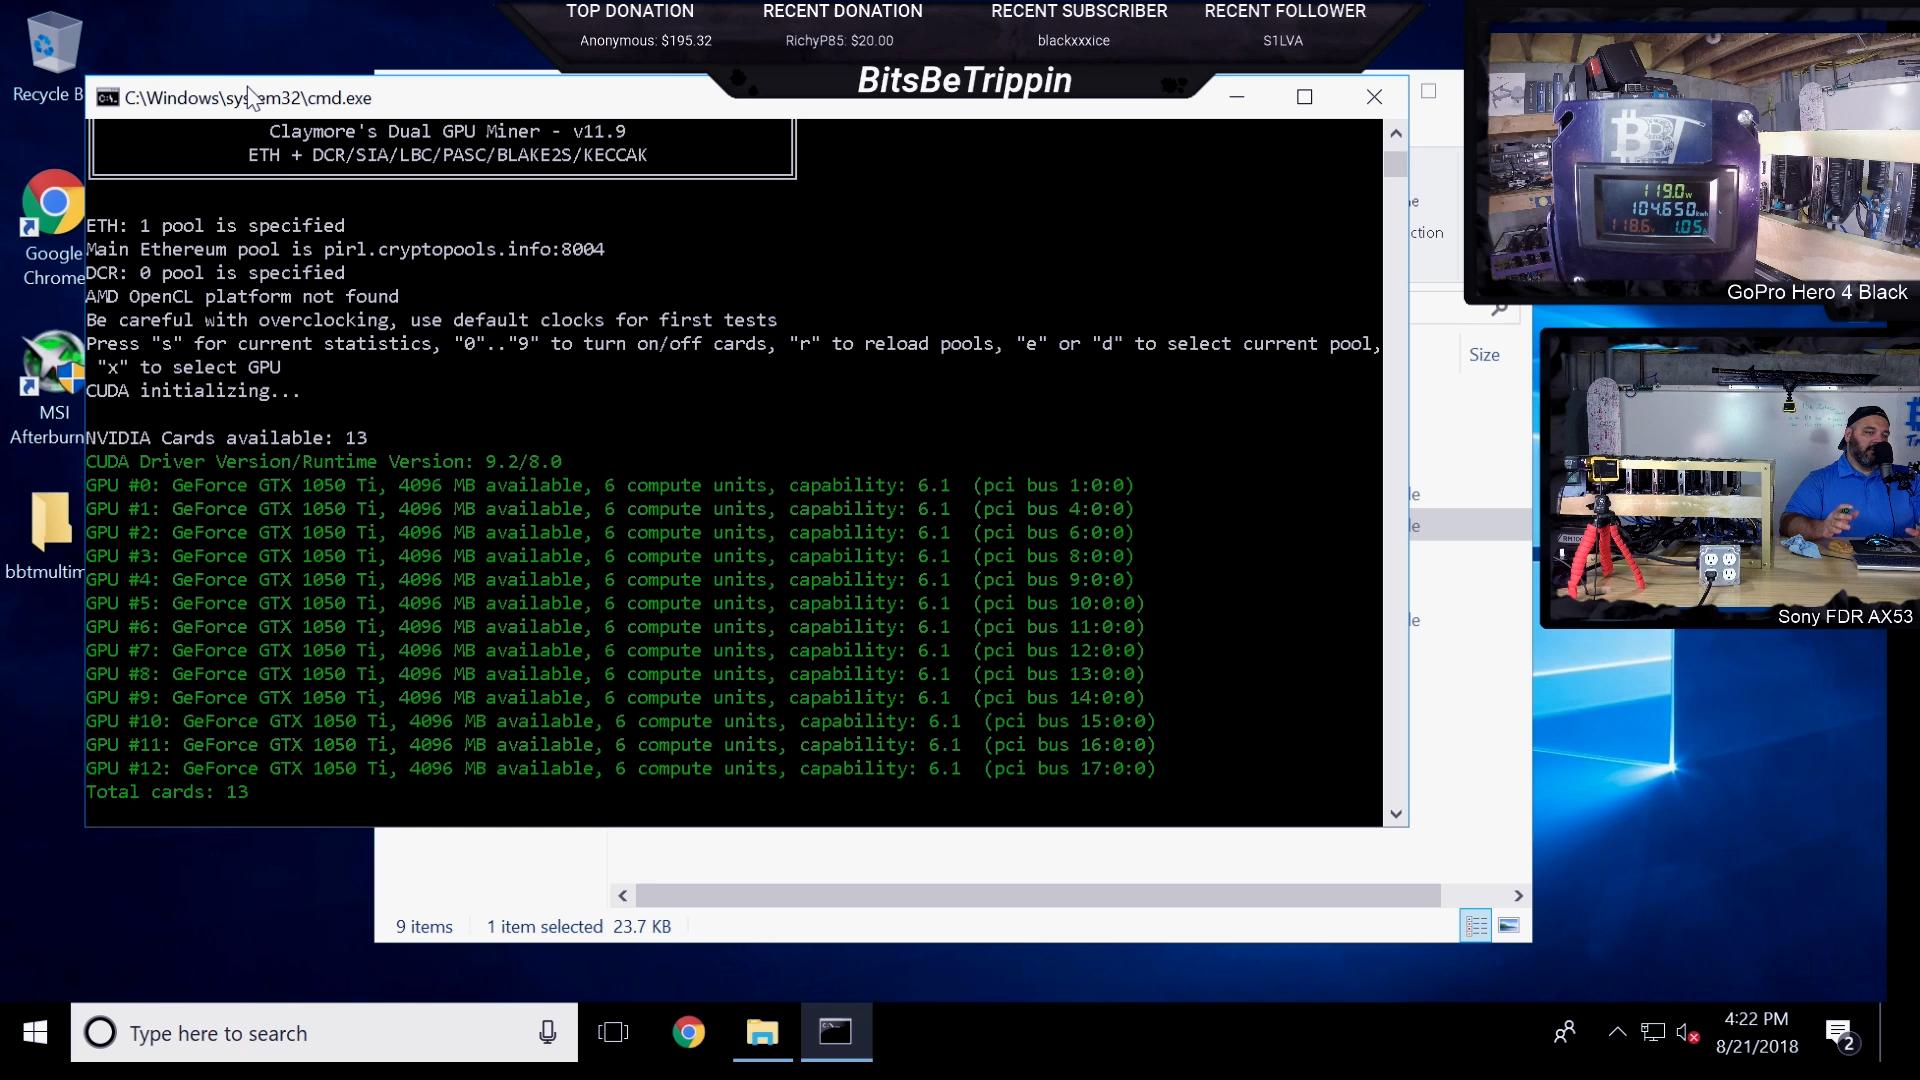 TOP DONATION
RECENT DONATION
RECENT SUBSCRIBER
RECENT FOLLOWER
Anonymous: $195.32
RichyP85: $20.00
blackxxxice
S1LVA
BitsBeTrippin
Recycle B
C:\Windows\system32\cmd.exe
Claymore's Dual GPU Miner - v11.9
ETH + DCR/SIA/LBC/PASC/BLAKE2S/KECCAK
ETH: 1 pool is specified
Main Ethereum pool is pirl.cryptopools.info:8004
DCR: 0 pool is specified
AMD OpenCL platform not found
Be careful with overclocking, use default clocks for first tests
Press "s" for current statistics, "0".."9" to turn on/off cards, "r" to reload pools, "e" or "d" to select current pool,
"x" to select GPU
CUDA initializing...
NVIDIA Cards available: 13
CUDA Driver Version/Runtime Version: 9.2/8.0
GPU #0: GeForce GTX 1050 Ti, 4096 MB available, 6 compute units, capability: 6.1 (pci bus 1:0:0)
GPU #1: GeForce GTX 1050 Ti, 4096 MB available, 6 compute units, capability: 6.1 (pci bus 4:0:0)
GPU #2: GeForce GTX 1050 Ti, 4096 MB available, 6 compute units, capability: 6.1 (pci bus 6:0:0)
GPU #3: GeForce GTX 1050 Ti, 4096 MB available, 6 compute units, capability: 6.1 (pci bus 8:0:0)
GPU #4: GeForce GTX 1050 Ti, 4096 MB available, 6 compute units, capability: 6.1 (pci bus 9:0:0)
GPU #5: GeForce GTX 1050 Ti, 4096 MB available, 6 compute units, capability: 6.1 (pci bus 10:0:0)
GPU #6: GeForce GTX 1050 Ti, 4096 MB available, 6 compute units, capability: 6.1 (pci bus 11:0:0)
GPU #7: GeForce GTX 1050 Ti, 4096 MB available, 6 compute units, capability: 6.1 (pci bus 12:0:0)
GPU #8: GeForce GTX 1050 Ti, 4096 MB available, 6 compute units, capability: 6.1 (pci bus 13:0:0)
GPU #9: GeForce GTX 1050 Ti, 4096 MB available, 6 compute units, capability: 6.1 (pci bus 14:0:0)
GPU #10: GeForce GTX 1050 Ti, 4096 MB available, 6 compute units, capability: 6.1 (pci bus 15:0:0)
GPU #11: GeForce GTX 1050 Ti, 4096 MB available, 6 compute units, capability: 6.1 (pci bus 16:0:0)
GPU #12: GeForce GTX 1050 Ti, 4096 MB available, 6 compute units, capability: 6.1 (pci bus 17:0:0)
Total cards: 13
Google
Chrome
MSI
Afterburn
bbtmultim
ction
Size
119.0w
104.650kwh
118.6v 1.05A
GoPro Hero 4 Black
Sony FDR AX53
9 items
1 item selected 23.7 KB
Type here to search
4:22 PM
8/21/2018
2